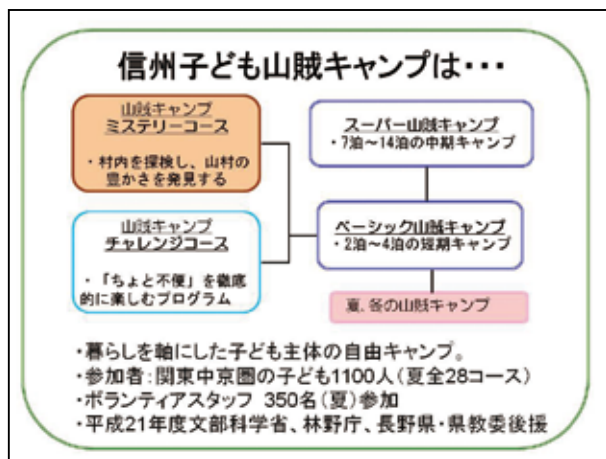 信州子ども山賊キャンプは・・・
山賊キャンプ
ミステリーコース
・村内を探検し、山村の
豊かさを発見する
山賊キャンプ
チャレンジコース
・「ちょと不便」を徹底
的に楽しむプログラム
スーパー山賊キャンプ
・7泊～14泊の中期キャンプ
ベーシック山賊キャンプ
・2泊～4泊の短期キャンプ
夏、冬の山賊キャンプ
・暮らしを軸にした子ども主体の自由キャンプ。
・参加者：関東中京圏の子ども1100人（夏全28コース）
・ボランティアスタッフ 350名（夏）参加
・平成21年度文部科学省、林野庁、長野県・県教委後援